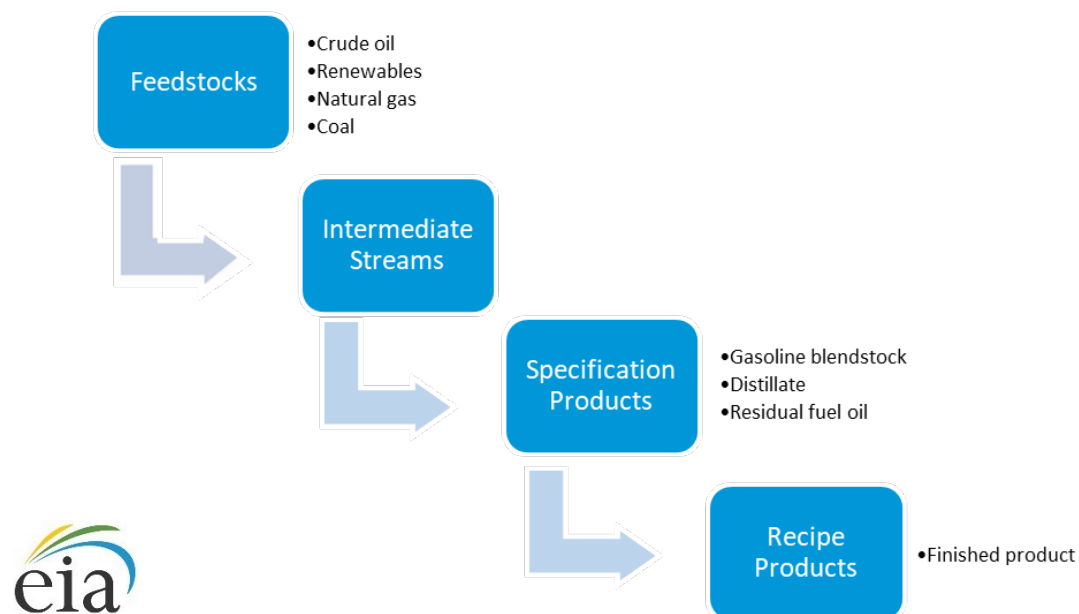 Feedstocks
•Crude oil
•Renewables
•Natural gas
•Coal
Intermediate
Streams
Specification
Products
•Gasoline blendstock
•Distillate
•Residual fuel oil
Recipe
Products
•Finished product
eia